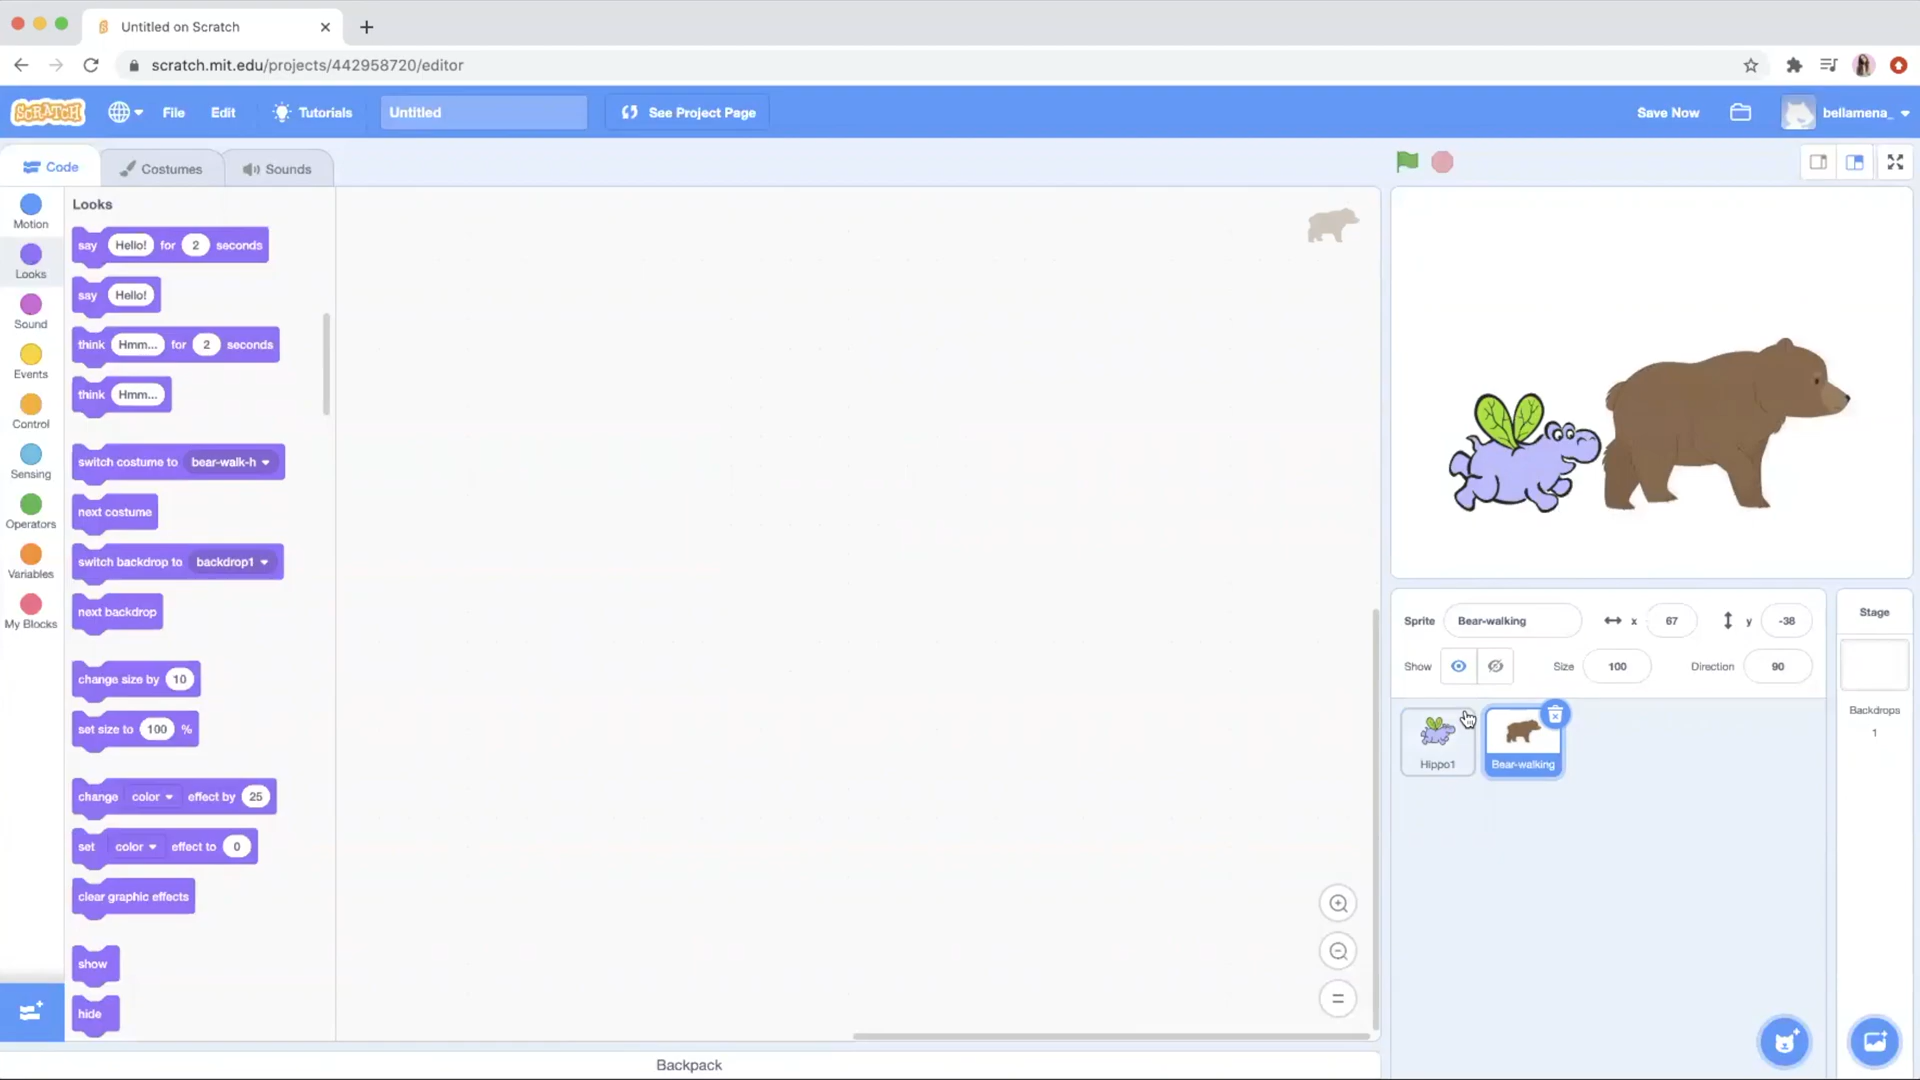 Untitled on Scratch
scratch.mit.edu/projects/442958720/editor
SCRATCH
File
Edit
Tutorials
Untitled
See Project Page
Save Now
bellamena_
Code
Costumes
Sounds
Motion
Looks
Sound
Events
Control
Sensing
Operators
Variables
My Blocks
Looks
say Hello! for 2 seconds
say Hello!
think Hmm... for 2 seconds
think Hmm...
switch costume to bear-walk-h
next costume
switch backdrop to backdrop1
next backdrop
change size by 10
set size to 100 %
change color effect by 25
set color effect to 0
clear graphic effects
show
hide
Sprite Bear-walking x 67 y -38
Show Size 100 Direction 90
Hippo1
Bear-walking
Stage
Backdrops
1
Backpack